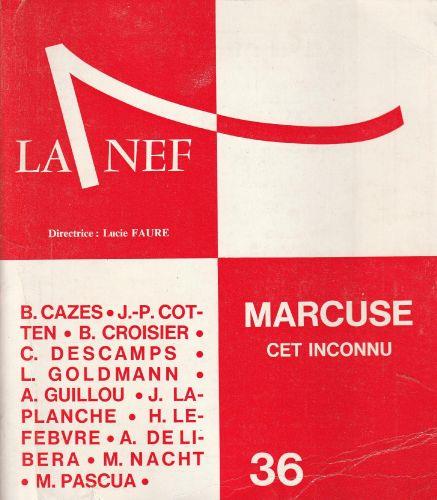 LA NEF
Directrice : Lucie FAURE
B. CAZES • J.-P. COT-
TEN • B. CROISIER •
C. DESCAMPS •
L. GOLDMANN •
A. GUILLOU • J. LA-
PLANCHE • H. LE-
FEBVRE • A. DE LI-
BERA • M. NACHT
• M. PASCUA •
MARCUSE
CET INCONNU
36